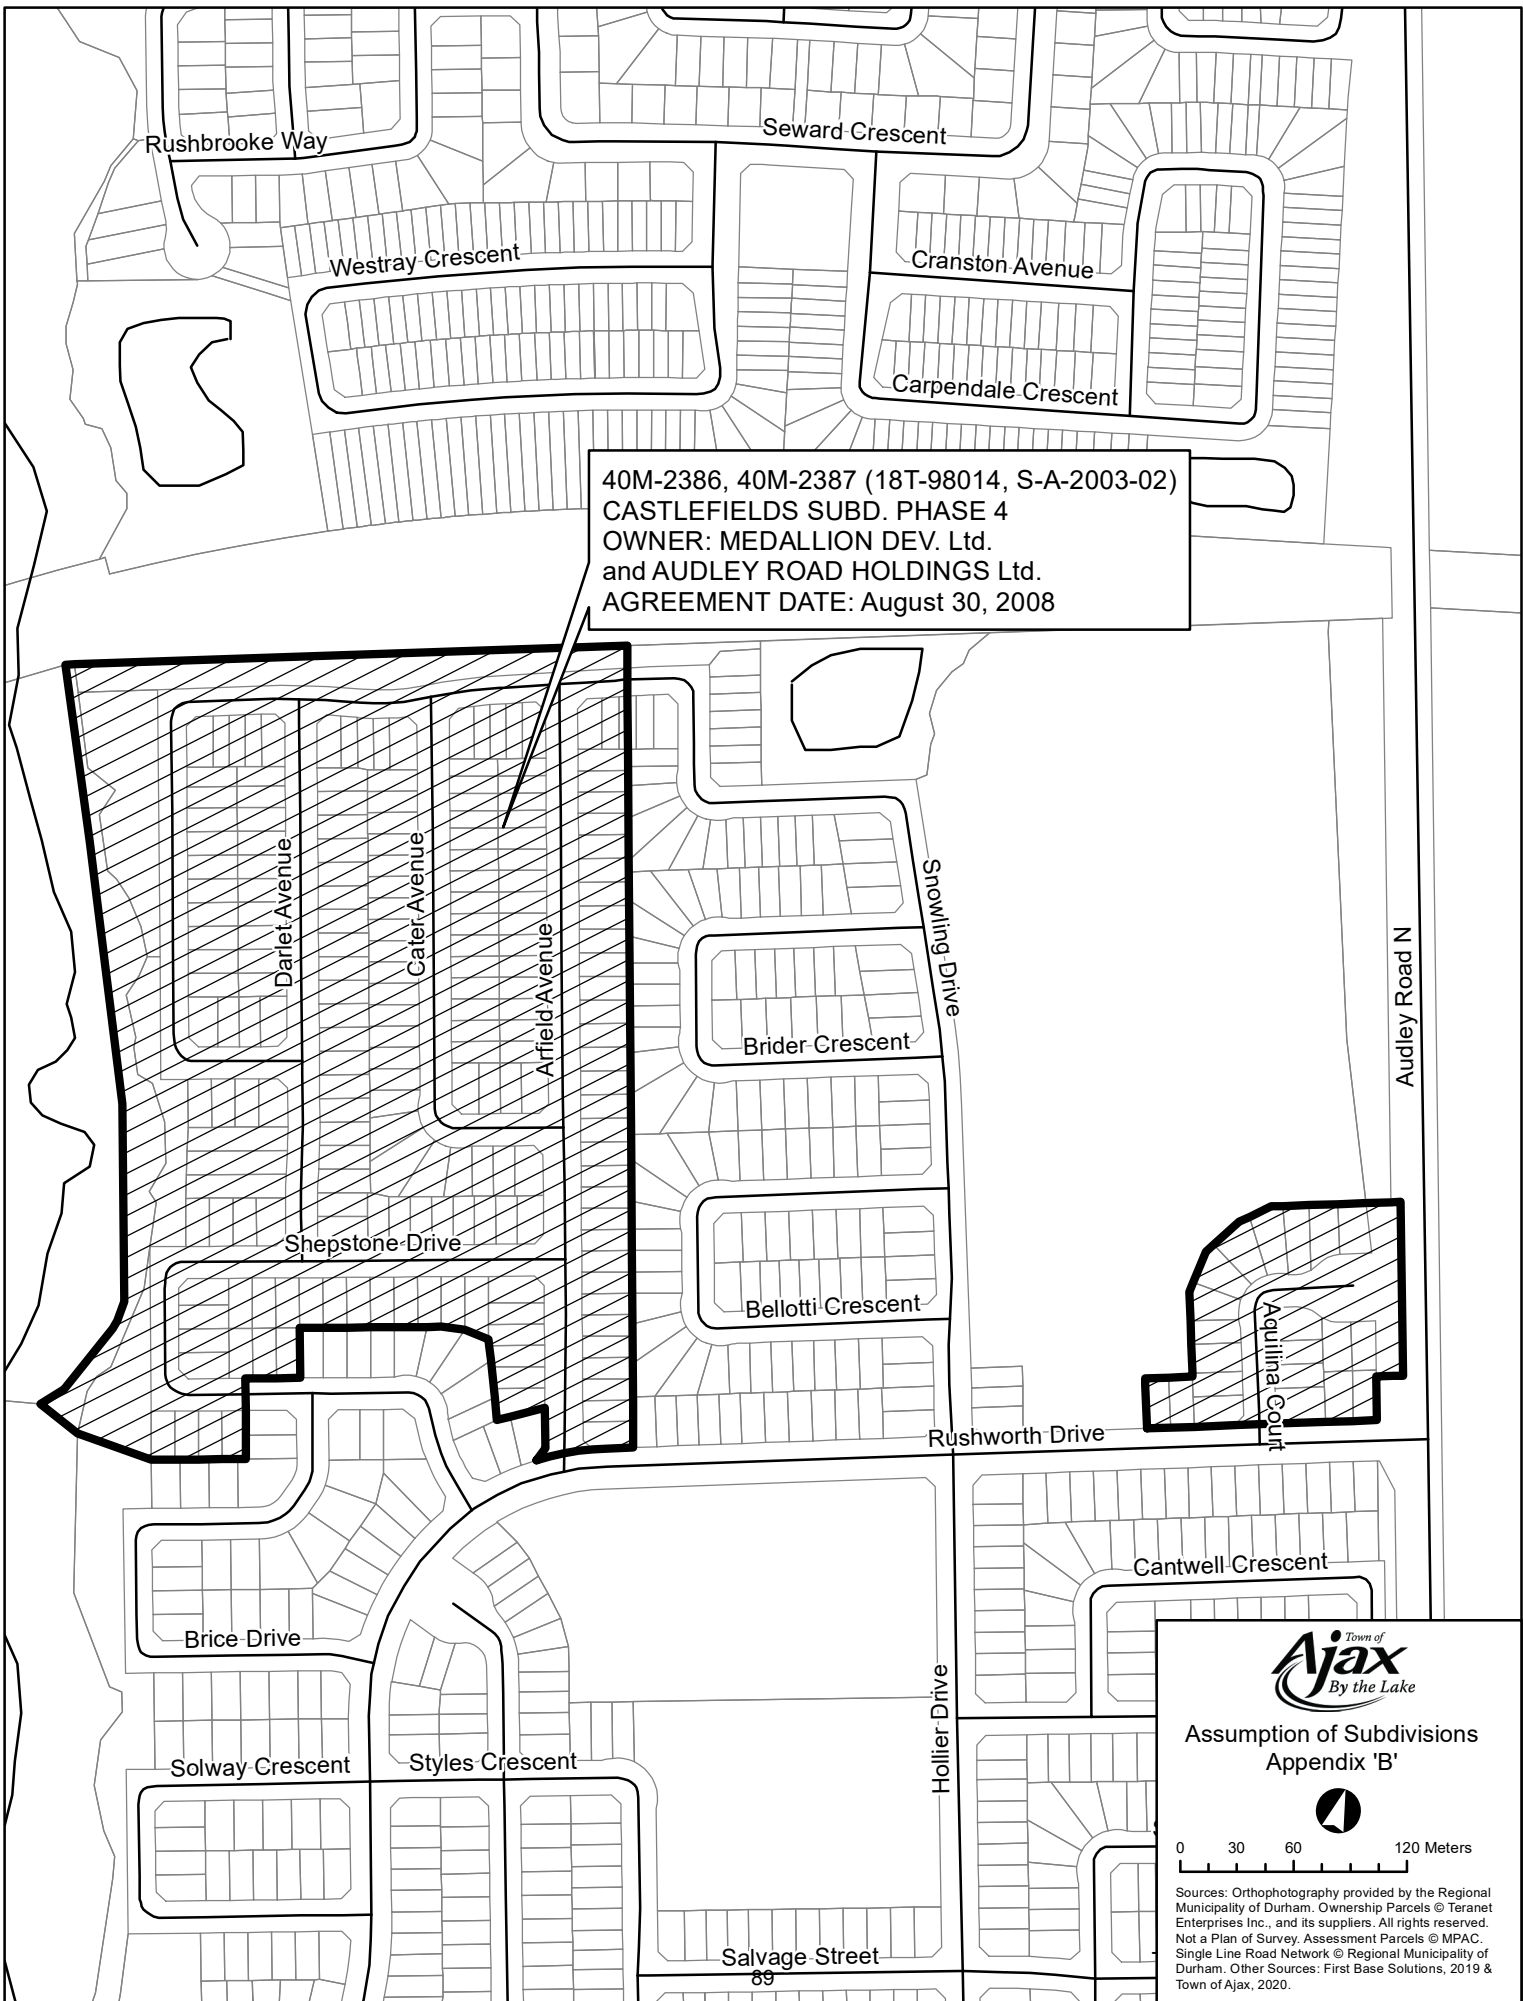 Rushbrooke Way
Seward Crescent
Westray Crescent
Cranston Avenue
Carpendale Crescent
40M-2386, 40M-2387 (18T-98014, S-A-2003-02)
CASTLEFIELDS SUBD. PHASE 4
OWNER: MEDALLION DEV. Ltd.
and AUDLEY ROAD HOLDINGS Ltd.
AGREEMENT DATE: August 30, 2008
Darlet Avenue
Cater Avenue
Arfield Avenue
Snowling Drive
Audley Road N
Brider Crescent
Shepstone Drive
Bellotti Crescent
Aquilina Court
Rushworth Drive
Cantwell Crescent
Brice Drive
Hollier Drive
Solway Crescent
Styles Crescent
Salvage Street
89
Town of
Ajax
By the Lake
Assumption of Subdivisions
Appendix 'B'
0 30 60 120 Meters
Sources: Orthophotography provided by the Regional
Municipality of Durham. Ownership Parcels © Teranet
Enterprises Inc., and its suppliers. All rights reserved.
Not a Plan of Survey. Assessment Parcels © MPAC.
Single Line Road Network © Regional Municipality of
Durham. Other Sources: First Base Solutions, 2019 &
Town of Ajax, 2020.